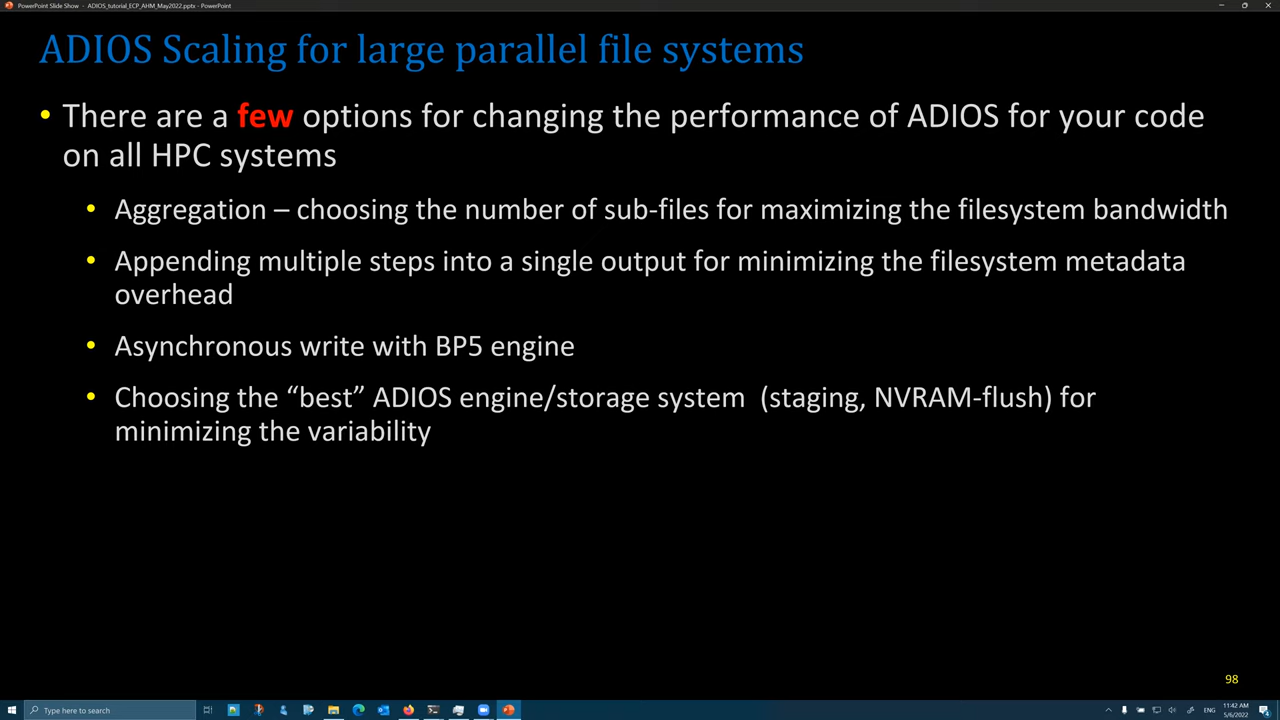 PowerPoint Slide Show - ADIOS_tutorial_ECP_AHM_May2022.pptx - PowerPoint
ADIOS Scaling for large parallel file systems
• There are a few options for changing the performance of ADIOS for your code
on all HPC systems
• Aggregation – choosing the number of sub-files for maximizing the filesystem bandwidth
• Appending multiple steps into a single output for minimizing the filesystem metadata
overhead
• Asynchronous write with BP5 engine
• Choosing the “best” ADIOS engine/storage system (staging, NVRAM-flush) for
minimizing the variability
98
Type here to search
ENG
11:42 AM
5/6/2022